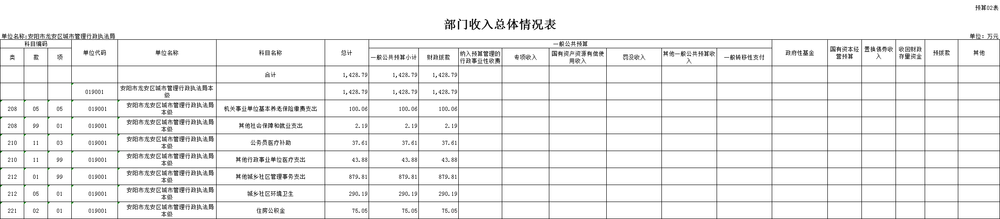 预算02表
部门收入总体情况表
单位名称:安阳市龙安区城市管理行政执法局 单位：万元
科目编码 单位代码 单位名称 科目名称 总计 一般公共预算 政府性基金 国有资本经营预算 置换债券收入 收回财政存量资金 预拨款 其他
类 款 项 一般公共预算小计 财政拨款 纳入预算管理的行政事业性收费 专项收入 国有资产资源有偿使用收入 罚没收入 其他一般公共预算收入 一般转移性支付
合计 1,428.79 1,428.79 1,428.79
019001 安阳市龙安区城市管理行政执法局本级 1,428.79 1,428.79 1,428.79
208 05 05 019001 安阳市龙安区城市管理行政执法局本级 机关事业单位基本养老保险缴费支出 100.06 100.06 100.06
208 99 01 019001 安阳市龙安区城市管理行政执法局本级 其他社会保障和就业支出 2.19 2.19 2.19
210 11 03 019001 安阳市龙安区城市管理行政执法局本级 公务员医疗补助 37.61 37.61 37.61
210 11 99 019001 安阳市龙安区城市管理行政执法局本级 其他行政事业单位医疗支出 43.88 43.88 43.88
212 01 99 019001 安阳市龙安区城市管理行政执法局本级 其他城乡社区管理事务支出 879.81 879.81 879.81
212 05 01 019001 安阳市龙安区城市管理行政执法局本级 城乡社区环境卫生 290.19 290.19 290.19
221 02 01 019001 安阳市龙安区城市管理行政执法局本级 住房公积金 75.05 75.05 75.05